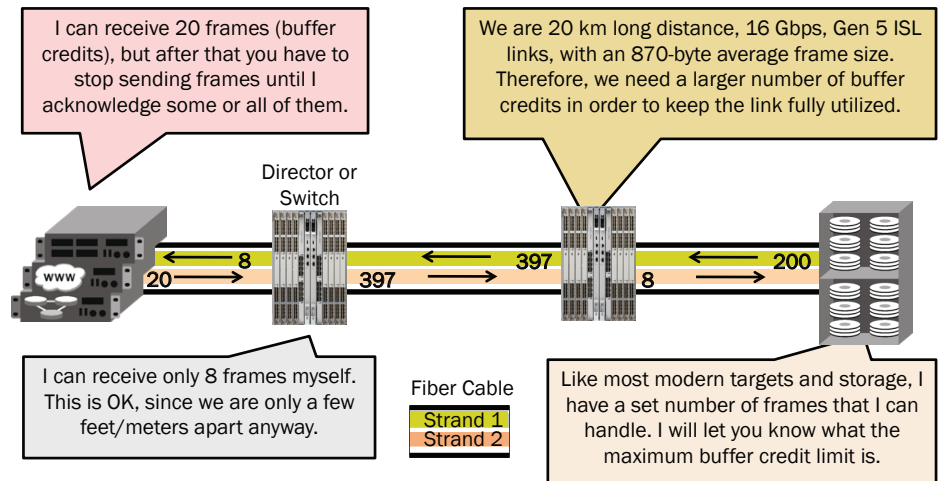 I can receive 20 frames (buffer
credits), but after that you have to
stop sending frames until I
acknowledge some or all of them.
We are 20 km long distance, 16 Gbps, Gen 5 ISL
links, with an 870-byte average frame size.
Therefore, we need a larger number of buffer
credits in order to keep the link fully utilized.
Director or
Switch
8
397
200
20
397
8
www
I can receive only 8 frames myself.
This is OK, since we are only a few
feet/meters apart anyway.
Fiber Cable
Strand 1
Strand 2
Like most modern targets and storage, I
have a set number of frames that I can
handle. I will let you know what the
maximum buffer credit limit is.